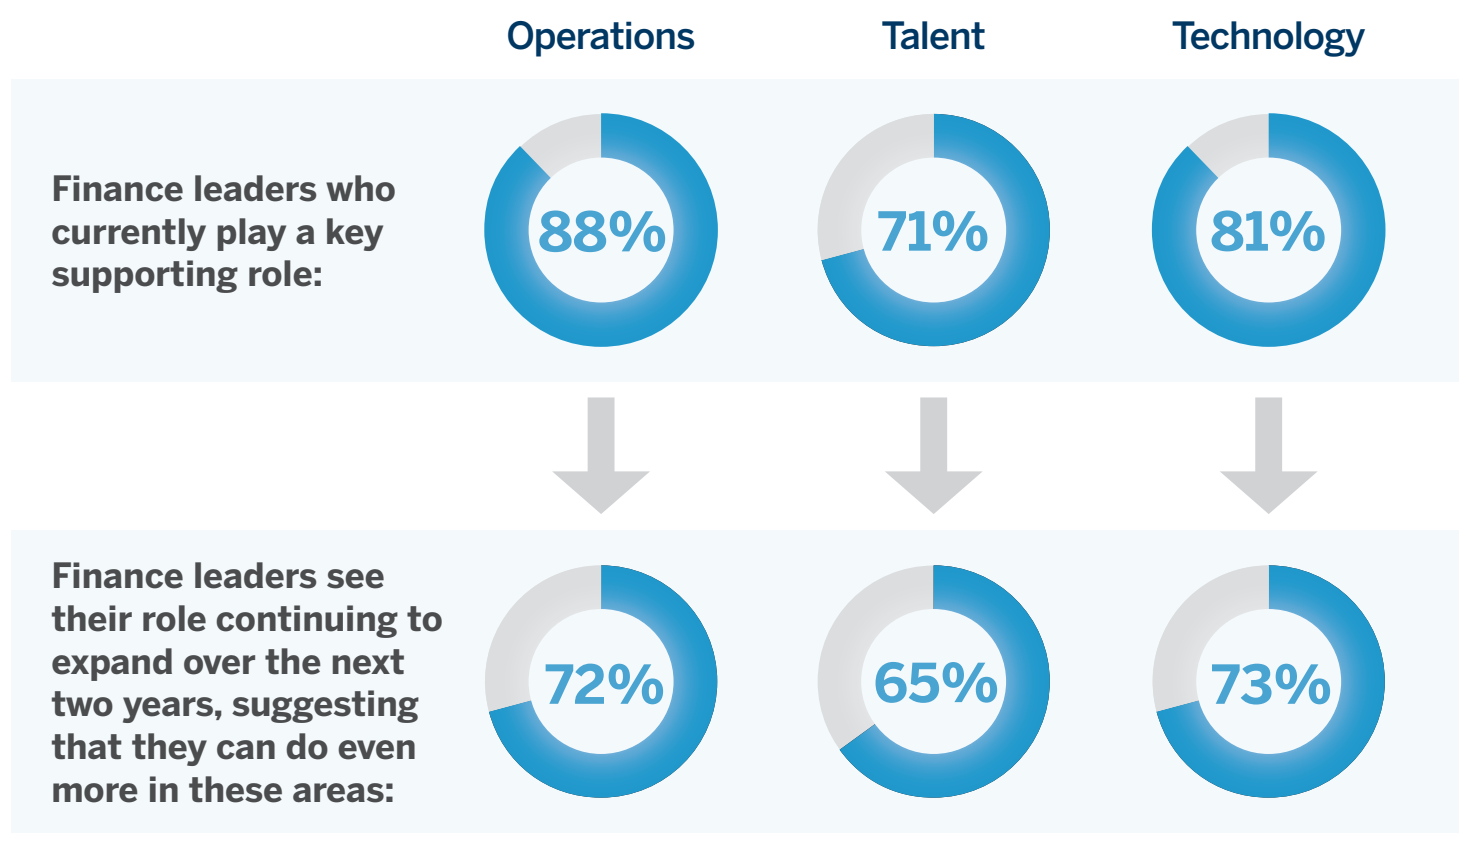 Operations Talent Technology
Finance leaders who
currently play a key
supporting role:
88% 71% 81%
Finance leaders see
their role continuing to
expand over the next
two years, suggesting
that they can do even
more in these areas:
72% 65% 73%